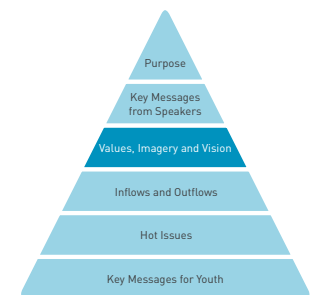 Purpose
Key Messages
from Speakers
Values, Imagery and Vision
Inflows and Outflows
Hot Issues
Key Messages for Youth